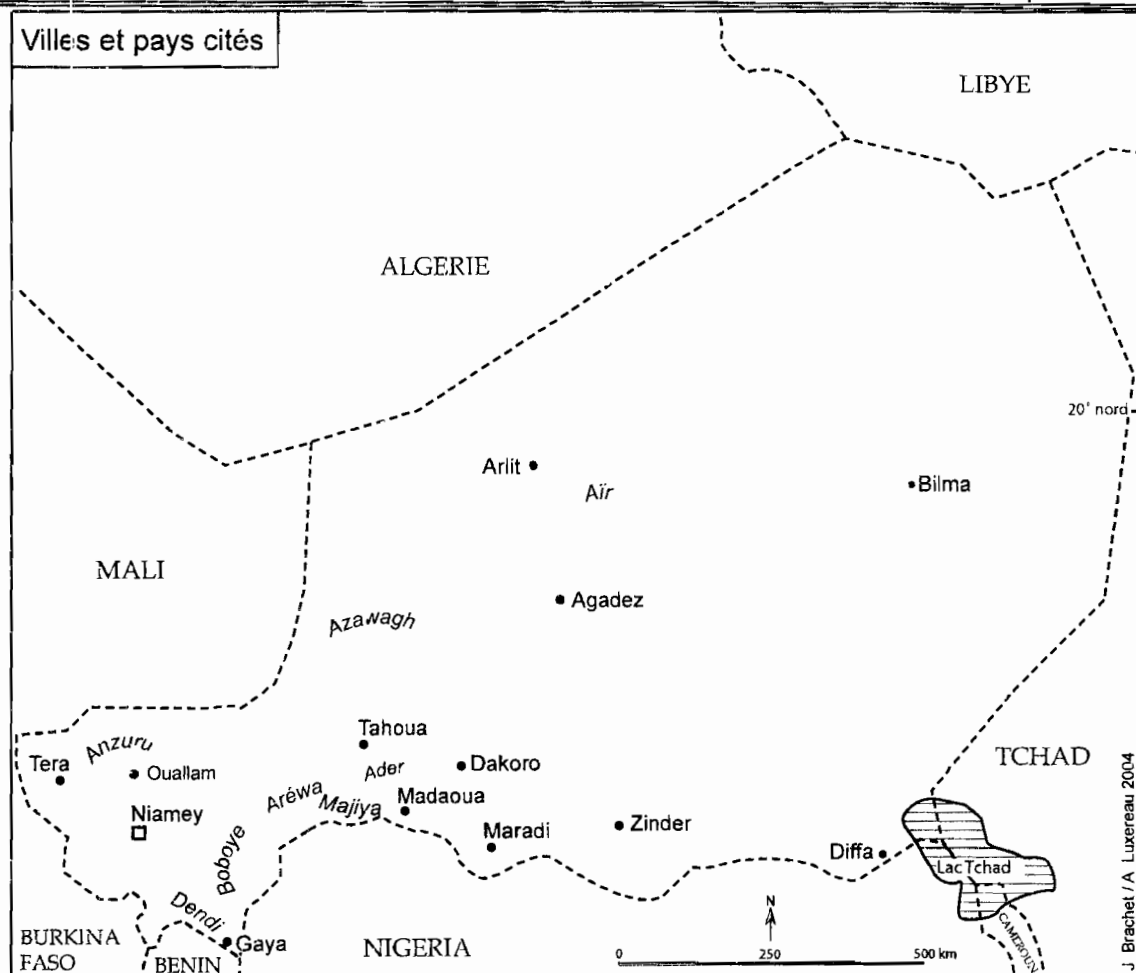 Villes et pays cités
LIBYE
ALGERIE
20° nord
Arlit
Aïr
Bilma
MALI
Agadez
Azawagh
Tahoua
TCHAD
Anzuru
Tera
Ouallam
Ader
Dakoro
Aréwa
Majiya
Madaoua
Niamey
Zinder
Maradi
Diffa
Boboye
Lac Tchad
Dendi
N
CAMEROUN
BURKINA
FASO
Gaya
BENIN
NIGERIA
0 250 500 km
J Brachet / A Luxereau 2004